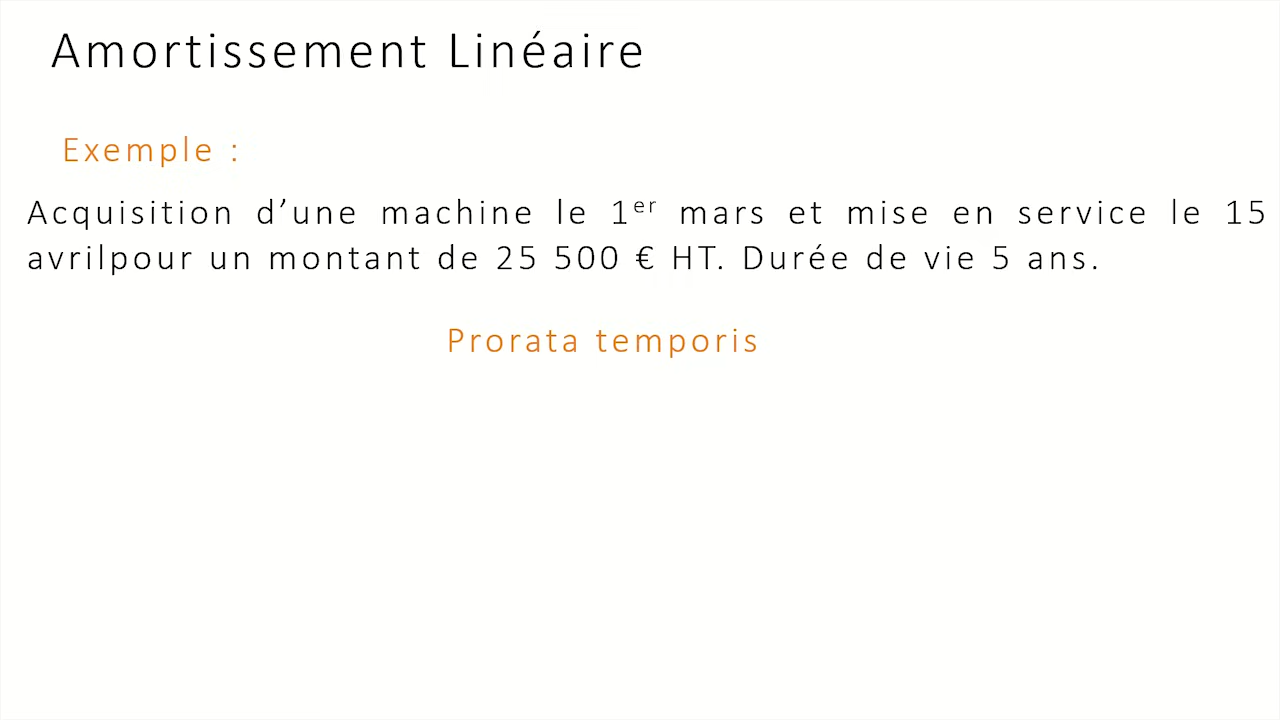 Amortissement Linéaire
Exemple :
Acquisition d’une machine le 1er mars et mise en service le 15
avrilpour un montant de 25 500 € HT. Durée de vie 5 ans.
Prorata temporis